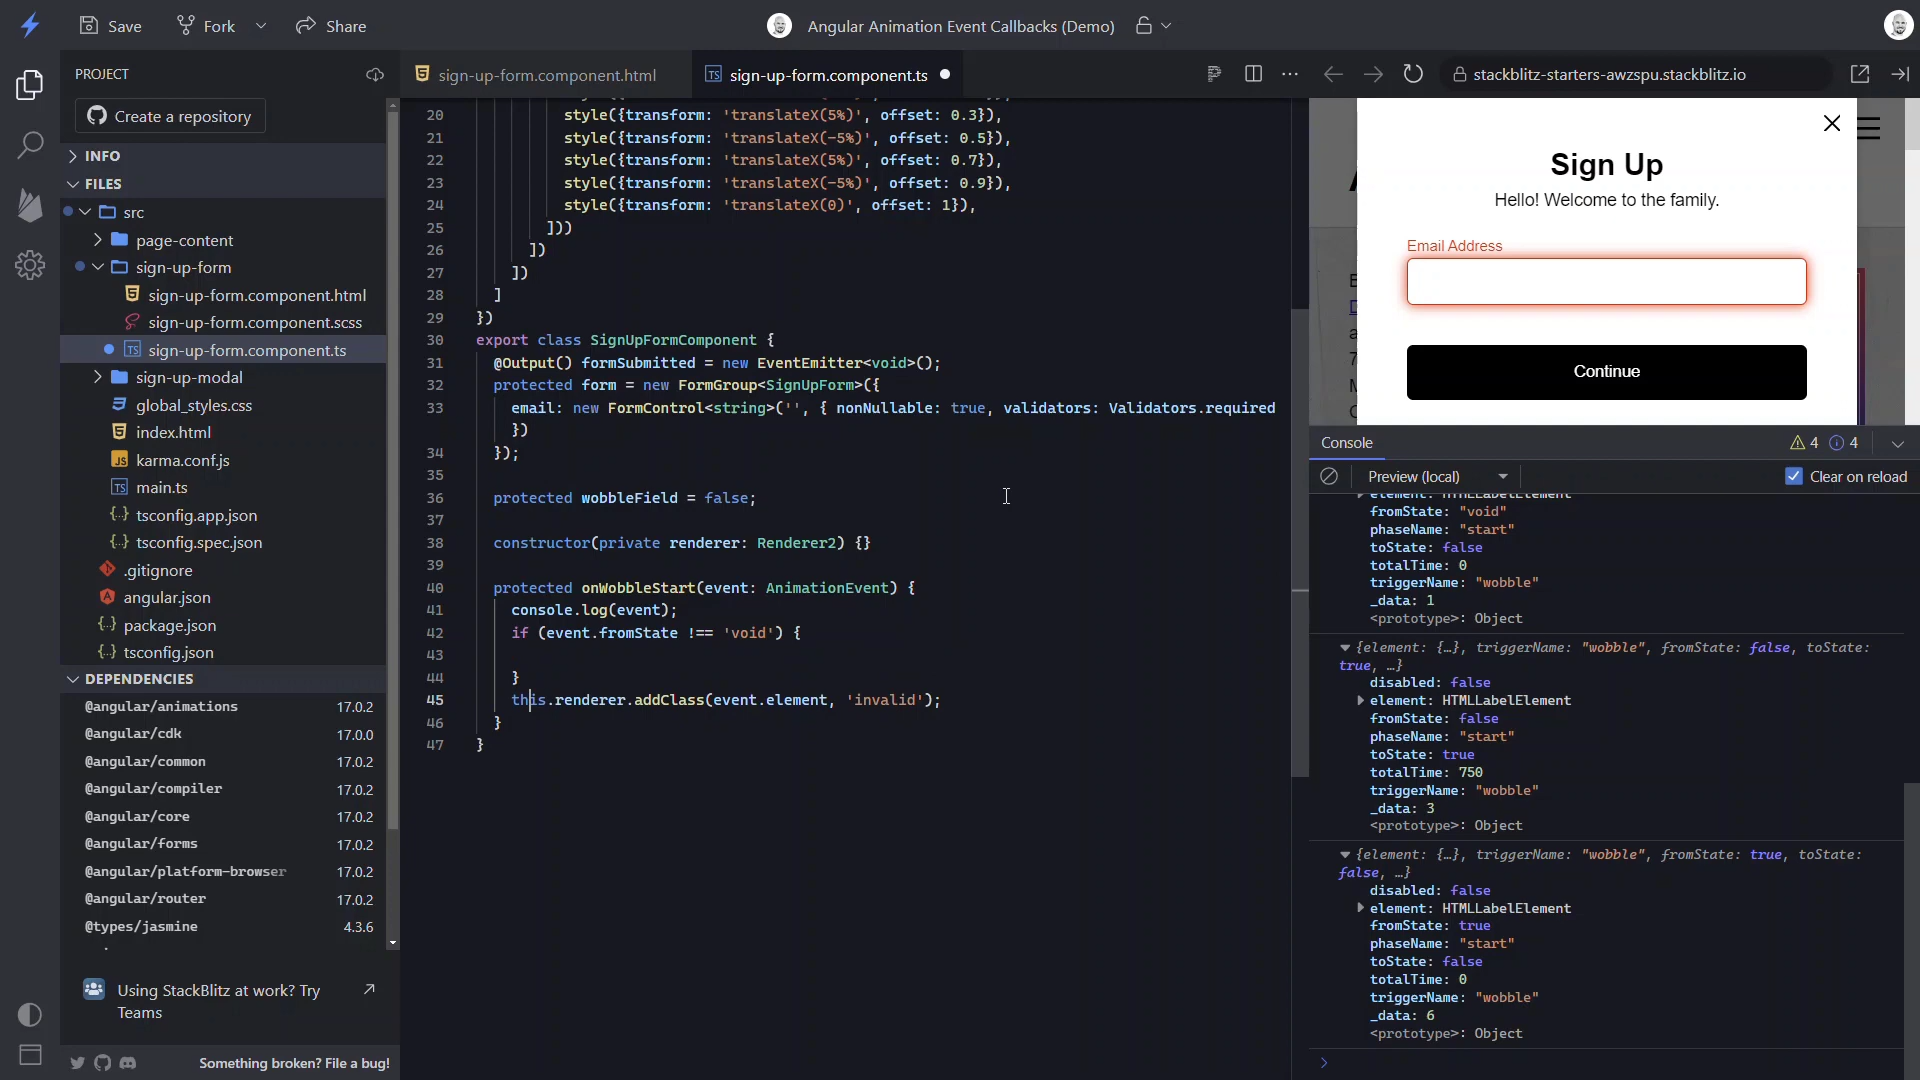 Save
Fork
Share
Angular Animation Event Callbacks (Demo)
PROJECT
Create a repository
INFO
FILES
src
page-content
sign-up-form
sign-up-form.component.html
sign-up-form.component.scss
sign-up-form.component.ts
sign-up-modal
global_styles.css
index.html
karma.conf.js
main.ts
tsconfig.app.json
tsconfig.spec.json
.gitignore
angular.json
package.json
tsconfig.json
DEPENDENCIES
@angular/animations 17.0.2
@angular/cdk 17.0.0
@angular/common 17.0.2
@angular/compiler 17.0.2
@angular/core 17.0.2
@angular/forms 17.0.2
@angular/platform-browser 17.0.2
@angular/router 17.0.2
@types/jasmine 4.3.6
Using StackBlitz at work? Try
Teams
Something broken? File a bug!
sign-up-form.component.html
sign-up-form.component.ts
20 style({transform: 'translateX(5%)', offset: 0.3}),
21 style({transform: 'translateX(-5%)', offset: 0.5}),
22 style({transform: 'translateX(5%)', offset: 0.7}),
23 style({transform: 'translateX(-5%)', offset: 0.9}),
24 style({transform: 'translateX(0)', offset: 1}),
25 ]))
26 ])
27 ])
28 ]
29 })
30 export class SignUpFormComponent {
31 @Output() formSubmitted = new EventEmitter<void>();
32 protected form = new FormGroup<SignUpForm>({
33 email: new FormControl<string>('', { nonNullable: true, validators: Validators.required
})
34 });
35
36 protected wobbleField = false;
37
38 constructor(private renderer: Renderer2) {}
39
40 protected onWobbleStart(event: AnimationEvent) {
41 console.log(event);
42 if (event.fromState !== 'void') {
43
44 }
45 this.renderer.addClass(event.element, 'invalid');
46 }
47 }
stackblitz-starters-awzspu.stackblitz.io
Sign Up
Hello! Welcome to the family.
Email Address
Continue
Console
4
4
Preview (local)
Clear on reload
element: HTMLLabelElement
fromState: "void"
phaseName: "start"
toState: false
totalTime: 0
triggerName: "wobble"
_data: 1
<prototype>: Object
{element: {…}, triggerName: "wobble", fromState: false, toState:
true, …}
disabled: false
element: HTMLLabelElement
fromState: false
phaseName: "start"
toState: true
totalTime: 750
triggerName: "wobble"
_data: 3
<prototype>: Object
{element: {…}, triggerName: "wobble", fromState: true, toState:
false, …}
disabled: false
element: HTMLLabelElement
fromState: true
phaseName: "start"
toState: false
totalTime: 0
triggerName: "wobble"
_data: 6
<prototype>: Object